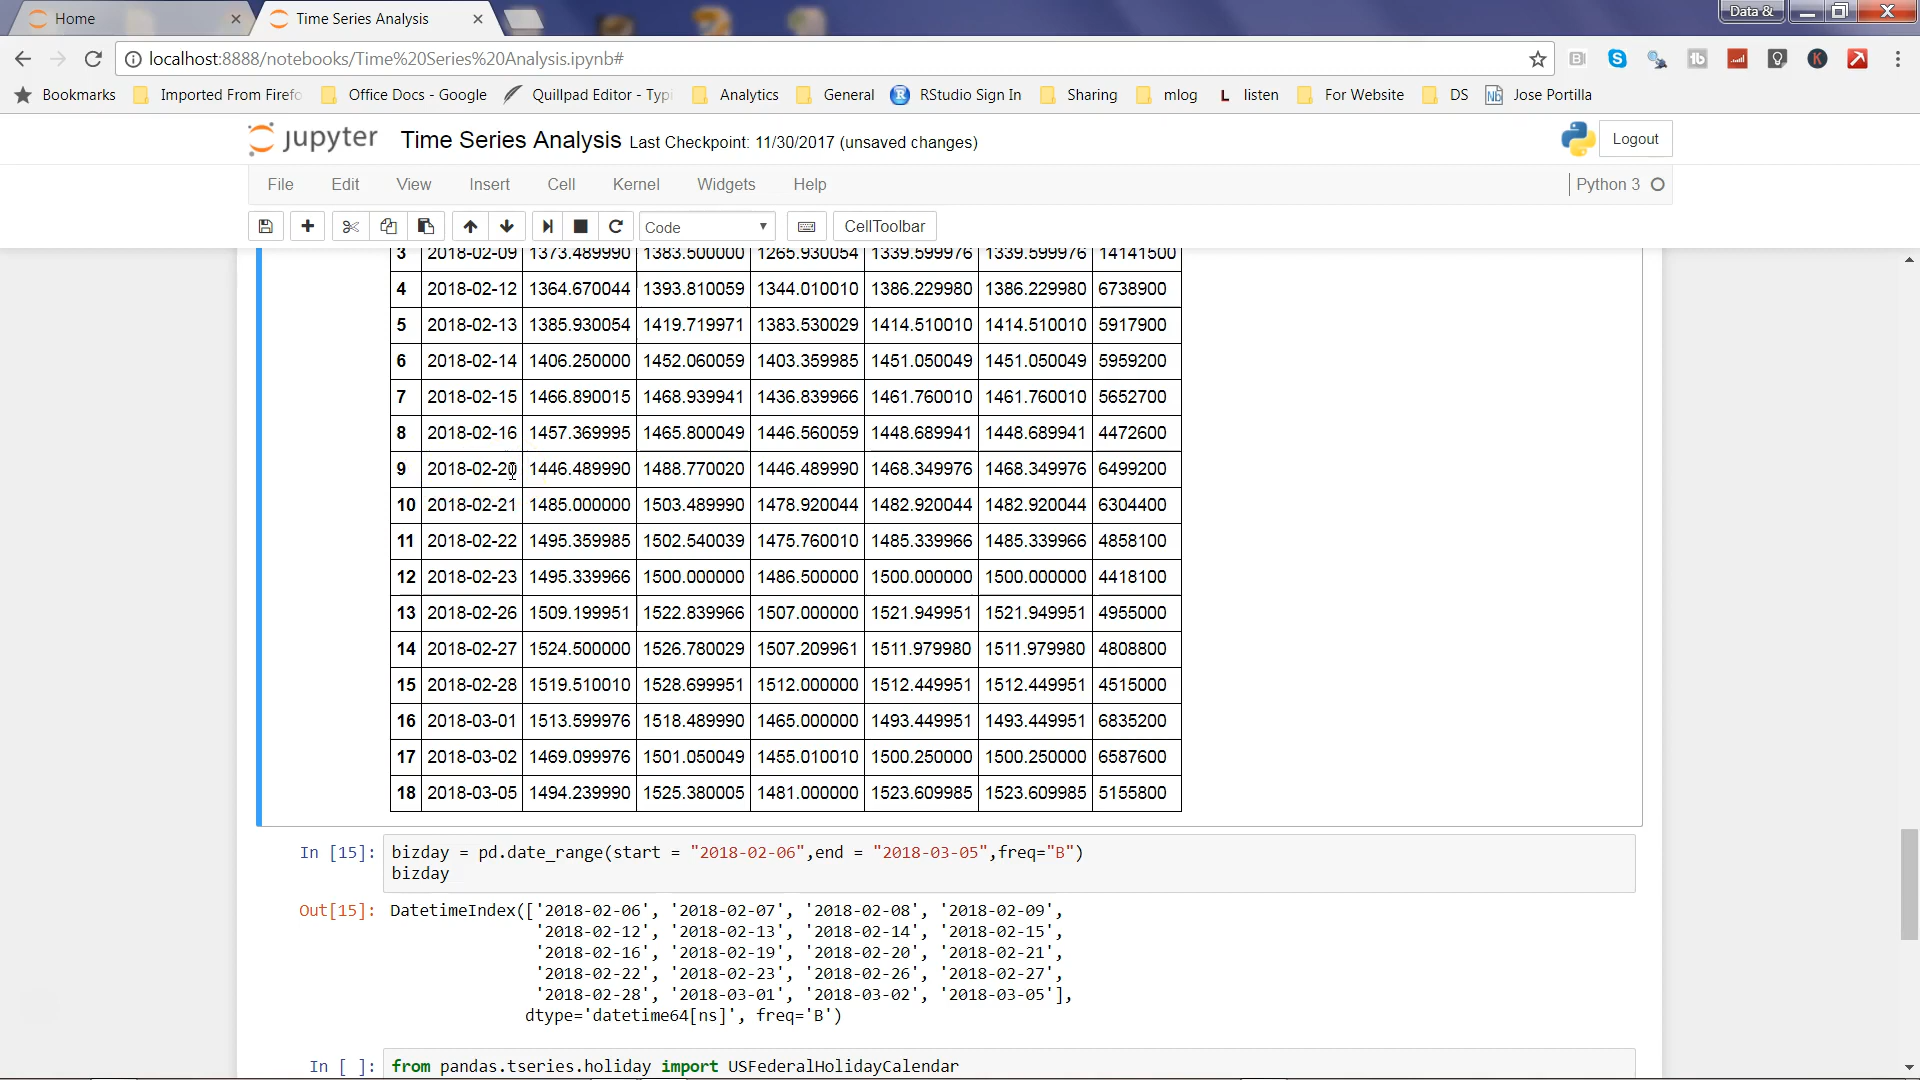 Home
Time Series Analysis
Data &
localhost:8888/notebooks/Time%20Series%20Analysis.ipynb#
Bookmarks Imported From Firefo Office Docs - Google Quillpad Editor - Typi Analytics General RStudio Sign In Sharing mlog L listen For Website DS Nb Jose Portilla
jupyter Time Series Analysis Last Checkpoint: 11/30/2017 (unsaved changes) Logout
File Edit View Insert Cell Kernel Widgets Help Python 3
Code CellToolbar
3 2018-02-09 1373.489990 1383.500000 1265.930054 1339.599976 1339.599976 14141500
4 2018-02-12 1364.670044 1393.810059 1344.010010 1386.229980 1386.229980 6738900
5 2018-02-13 1385.930054 1419.719971 1383.530029 1414.510010 1414.510010 5917900
6 2018-02-14 1406.250000 1452.060059 1403.359985 1451.050049 1451.050049 5959200
7 2018-02-15 1466.890015 1468.939941 1436.839966 1461.760010 1461.760010 5652700
8 2018-02-16 1457.369995 1465.800049 1446.560059 1448.689941 1448.689941 4472600
9 2018-02-20 1446.489990 1488.770020 1446.489990 1468.349976 1468.349976 6499200
10 2018-02-21 1485.000000 1503.489990 1478.920044 1482.920044 1482.920044 6304400
11 2018-02-22 1495.359985 1502.540039 1475.760010 1485.339966 1485.339966 4858100
12 2018-02-23 1495.339966 1500.000000 1486.500000 1500.000000 1500.000000 4418100
13 2018-02-26 1509.199951 1522.839966 1507.000000 1521.949951 1521.949951 4955000
14 2018-02-27 1524.500000 1526.780029 1507.209961 1511.979980 1511.979980 4808800
15 2018-02-28 1519.510010 1528.699951 1512.000000 1512.449951 1512.449951 4515000
16 2018-03-01 1513.599976 1518.489990 1465.000000 1493.449951 1493.449951 6835200
17 2018-03-02 1469.099976 1501.050049 1455.010010 1500.250000 1500.250000 6587600
18 2018-03-05 1494.239990 1525.380005 1481.000000 1523.609985 1523.609985 5155800
In [15]: bizday = pd.date_range(start = "2018-02-06",end = "2018-03-05",freq="B")
bizday
Out[15]: DatetimeIndex(['2018-02-06', '2018-02-07', '2018-02-08', '2018-02-09',
'2018-02-12', '2018-02-13', '2018-02-14', '2018-02-15',
'2018-02-16', '2018-02-19', '2018-02-20', '2018-02-21',
'2018-02-22', '2018-02-23', '2018-02-26', '2018-02-27',
'2018-02-28', '2018-03-01', '2018-03-02', '2018-03-05'],
dtype='datetime64[ns]', freq='B')
In [ ]: from pandas.tseries.holiday import USFederalHolidayCalendar